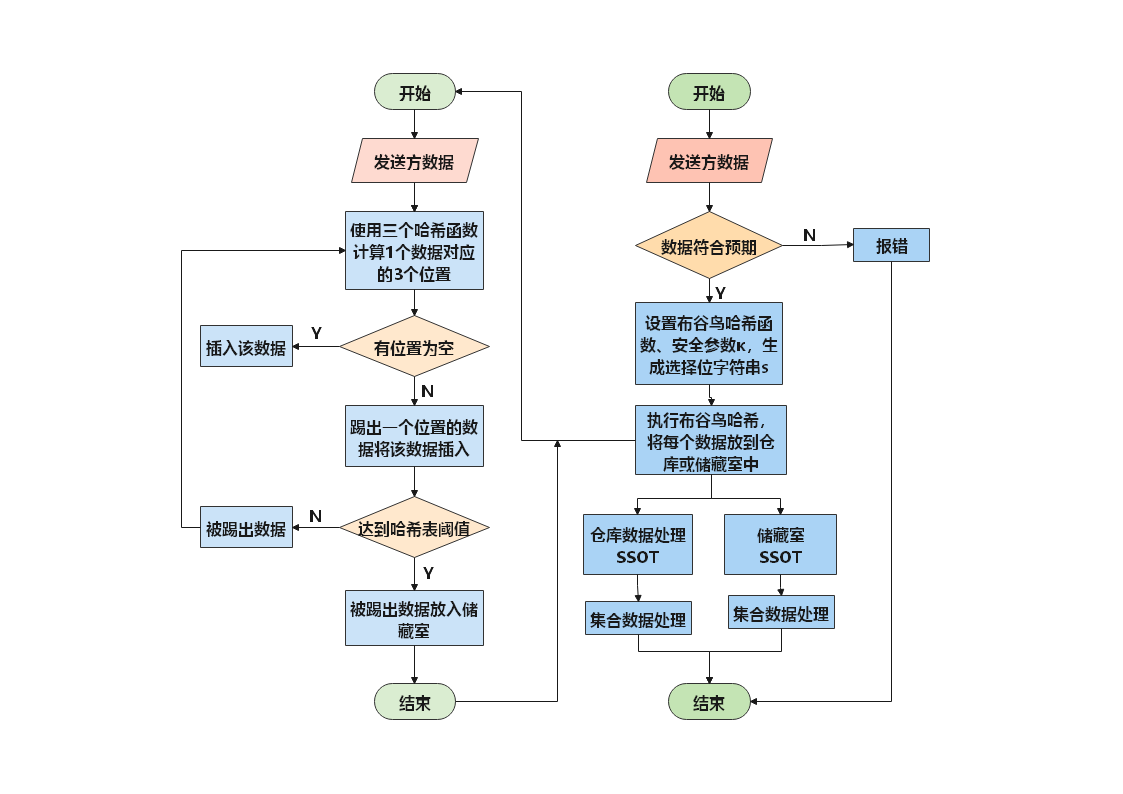 开始
发送方数据
使用三个哈希函数
计算1个数据对应
的3个位置
有位置为空
Y
插入该数据
N
踢出一个位置的数
据将该数据插入
达到哈希表阈值
N
被踢出数据
Y
被踢出数据放入储
藏室
结束
开始
发送方数据
数据符合预期
N
报错
Y
设置布谷鸟哈希函
数、安全参数κ，生
成选择位字符串s
执行布谷鸟哈希，
将每个数据放到仓
库或储藏室中
仓库数据处理
SSOT
储藏室
SSOT
集合数据处理
集合数据处理
结束